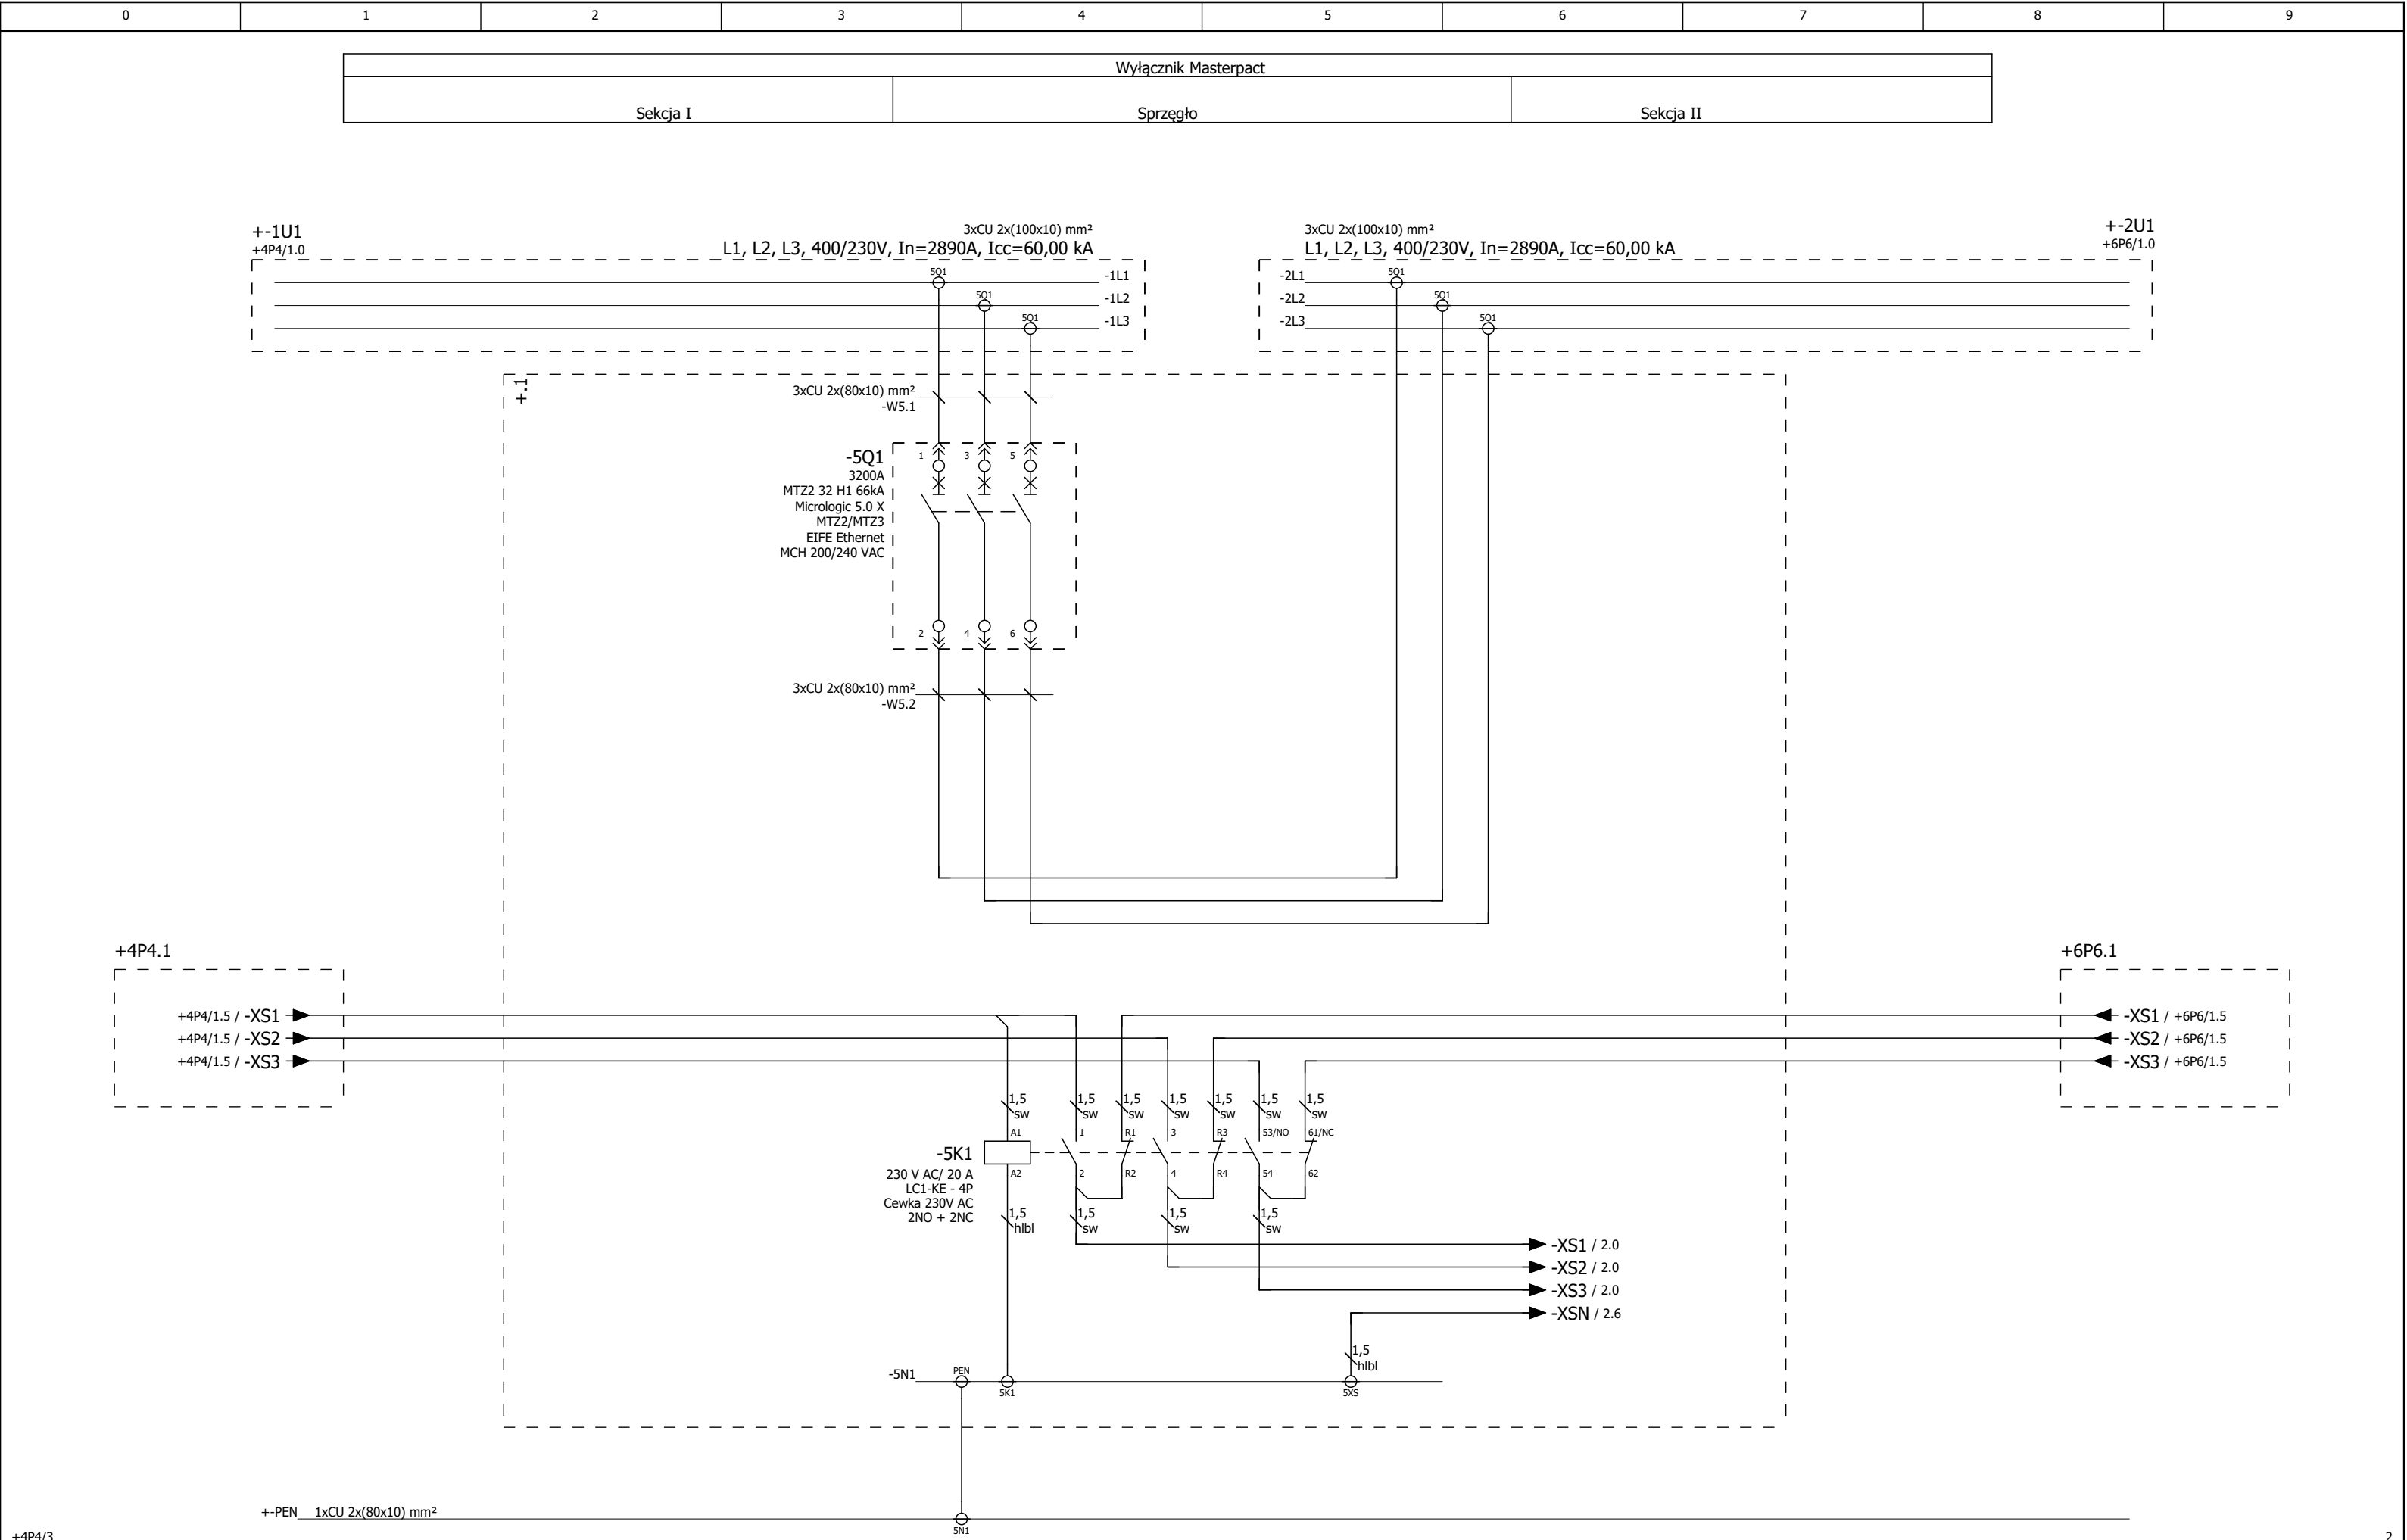 0 1 2 3 4 5 6 7 8 9
Wyłącznik Masterpact
Sekcja I Sprzęgło Sekcja II
+-1U1
+4P4/1.0
3xCU 2x(100x10) mm²
L1, L2, L3, 400/230V, In=2890A, Icc=60,00 kA
3xCU 2x(100x10) mm²
L1, L2, L3, 400/230V, In=2890A, Icc=60,00 kA
+-2U1
+6P6/1.0
5Q1 -1L1
5Q1 -1L2
5Q1 -1L3
-2L1 5Q1
-2L2 5Q1
-2L3 5Q1
+.1
3xCU 2x(80x10) mm²
-W5.1
-5Q1
3200A
MTZ2 32 H1 66kA
Micrologic 5.0 X
MTZ2/MTZ3
EIFE Ethernet
MCH 200/240 VAC
1 3 5
2 4 6
3xCU 2x(80x10) mm²
-W5.2
+4P4.1
+4P4/1.5 / -XS1
+4P4/1.5 / -XS2
+4P4/1.5 / -XS3
+6P6.1
-XS1 / +6P6/1.5
-XS2 / +6P6/1.5
-XS3 / +6P6/1.5
1,5 1,5 1,5 1,5 1,5 1,5 1,5
sw sw sw sw sw sw sw
A1 1 R1 3 R3 53/NO 61/NC
-5K1
A2 2 R2 4 R4 54 62
230 V AC/ 20 A
LC1-KE - 4P
Cewka 230V AC
2NO + 2NC
1,5 1,5 1,5 1,5
hlbl sw sw sw
-XS1 / 2.0
-XS2 / 2.0
-XS3 / 2.0
-XSN / 2.6
1,5
hlbl
-5N1 PEN
5K1 5XS
+-PEN 1xCU 2x(80x10) mm²
5N1
+4P4/3 2